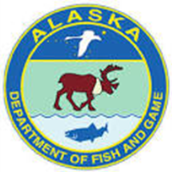 ALASKA
DEPARTMENT OF FISH AND GAME